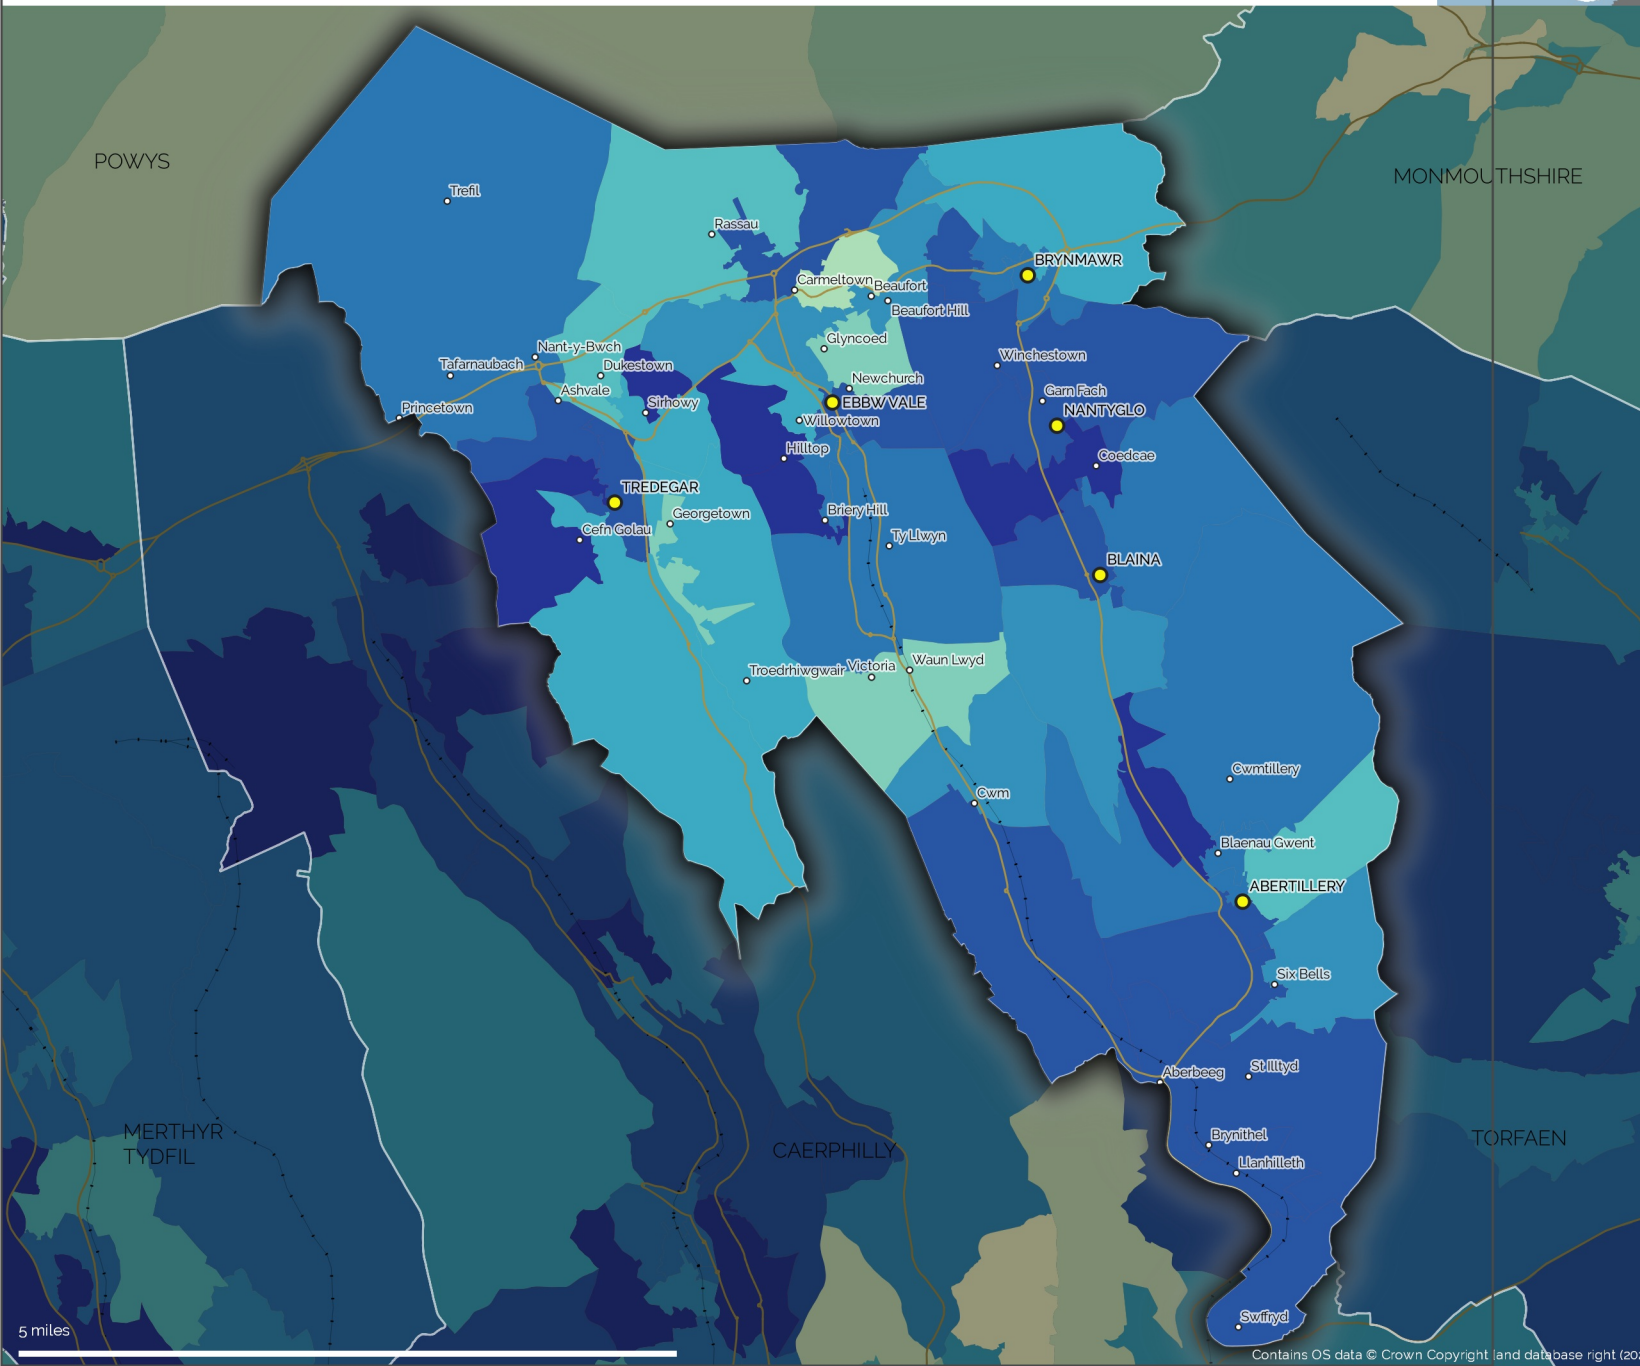 POWYS
MONMOUTHSHIRE
Trefil
Rassau
BRYNMAWR
Carmeltown
Beaufort
Beaufort Hill
Glyncoed
Nant-y-Bwch
Tafarnaubach
Dukestown
Winchestown
Newchurch
Ashvale
Garn Fach
Princetown
Sirhowy
EBBW VALE
NANTYGLO
Willowtown
Hilltop
Coedcae
TREDEGAR
Georgetown
Briery Hill
Cefn Golau
Ty Llwyn
BLAINA
Troedrhiwgwair
Victoria
Waun Lwyd
Cwmtillery
Cwm
Blaenau Gwent
ABERTILLERY
Six Bells
Aberbeeg
St Illtyd
MERTHYR
TYDFIL
CAERPHILLY
TORFAEN
Brynithel
Llanhilleth
Swffryd
5 miles
Contains OS data © Crown Copyright and database right